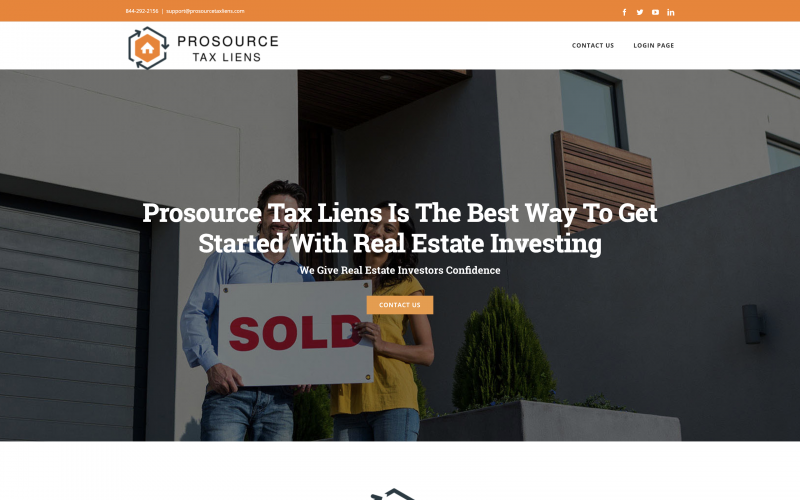 844-292-2156 | support@prosourcetaxliens.com
PROSOURCE
TAX LIENS
CONTACT US
LOGIN PAGE
Prosource Tax Liens Is The Best Way To Get
Started With Real Estate Investing
We Give Real Estate Investors Confidence
CONTACT US
SOLD